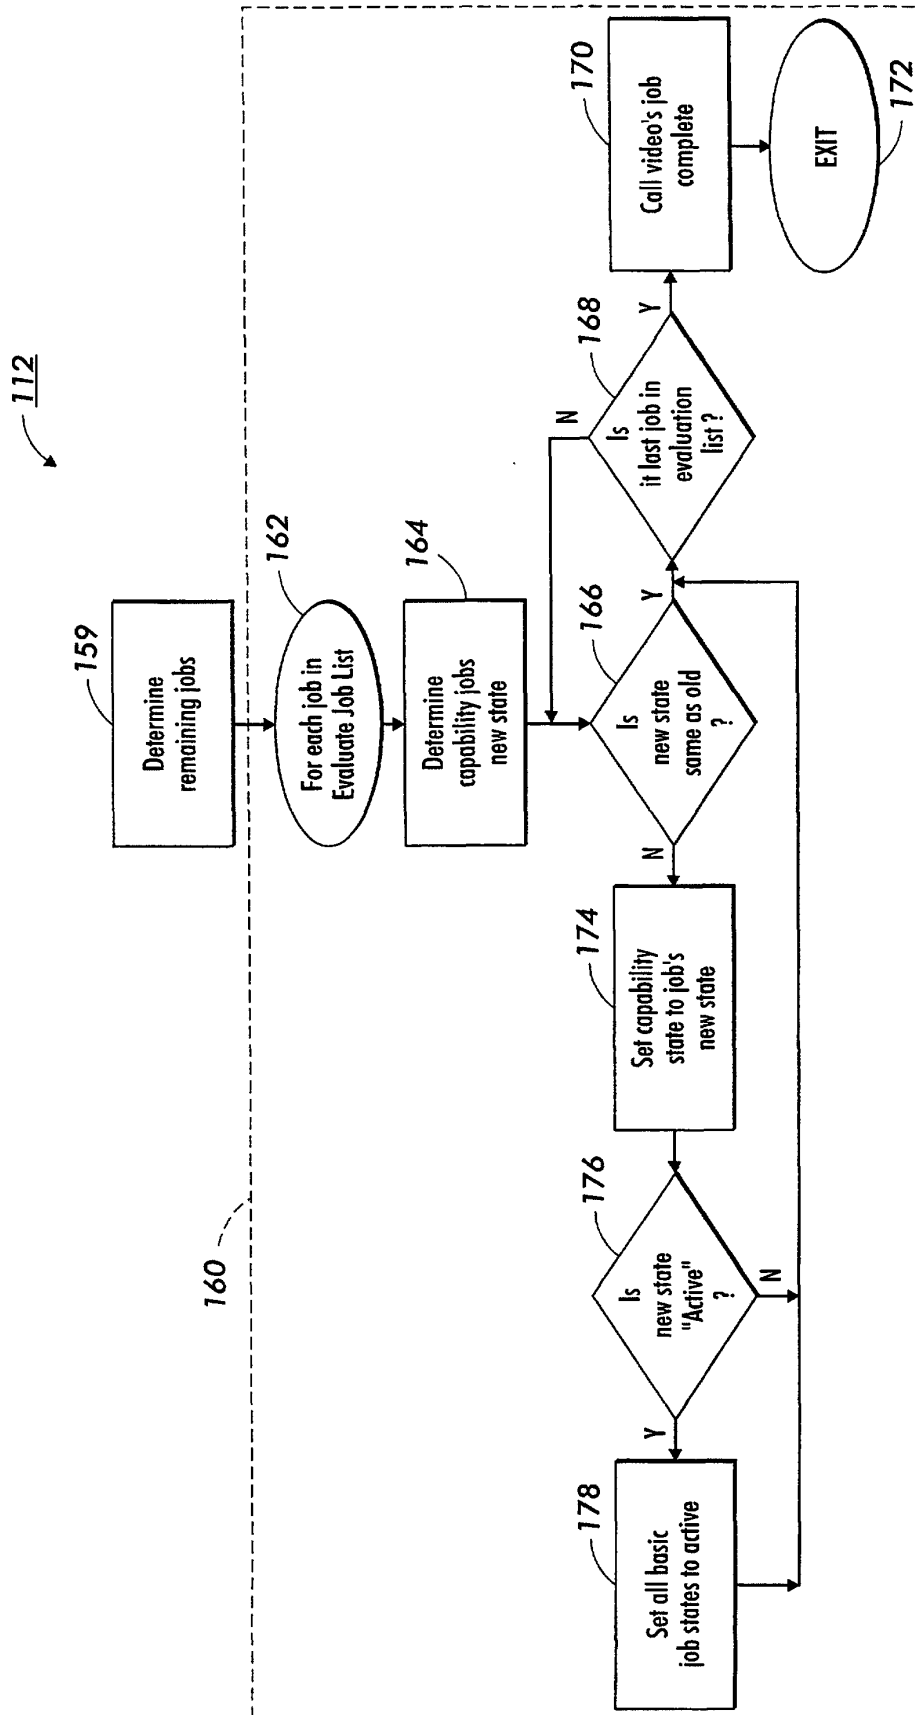 112
159
Determine
remaining jobs
160
162
For each job in
Evaluate Job List
164
Determine
capability jobs
new state
166
Is
new state
same as old
?
Y
N
168
Is
it last job in
evaluation
list ?
N
Y
170
Call video's job
complete
EXIT
172
174
Set capability
state to job's
new state
176
Is
new state
"Active"
?
N
Y
178
Set all basic
job states to active